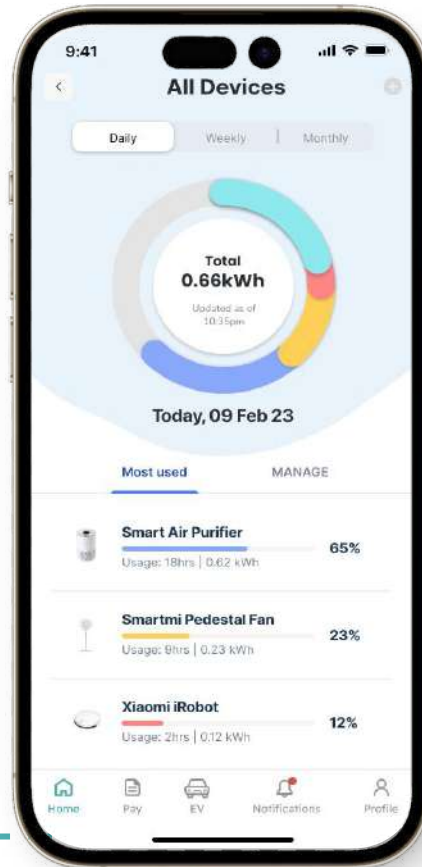 9:41
All Devices
Daily
Weekly
Monthly
Total
0.66kWh
Updated as of
10:35pm
Today, 09 Feb 23
Most used
MANAGE
Smart Air Purifier
65%
Usage: 18hrs | 0.62 kWh
Smartmi Pedestal Fan
23%
Usage: 9hrs | 0.23 kWh
Xiaomi iRobot
12%
Usage: 2hrs | 0.12 kWh
Home
Pay
EV
Notifications
Profile